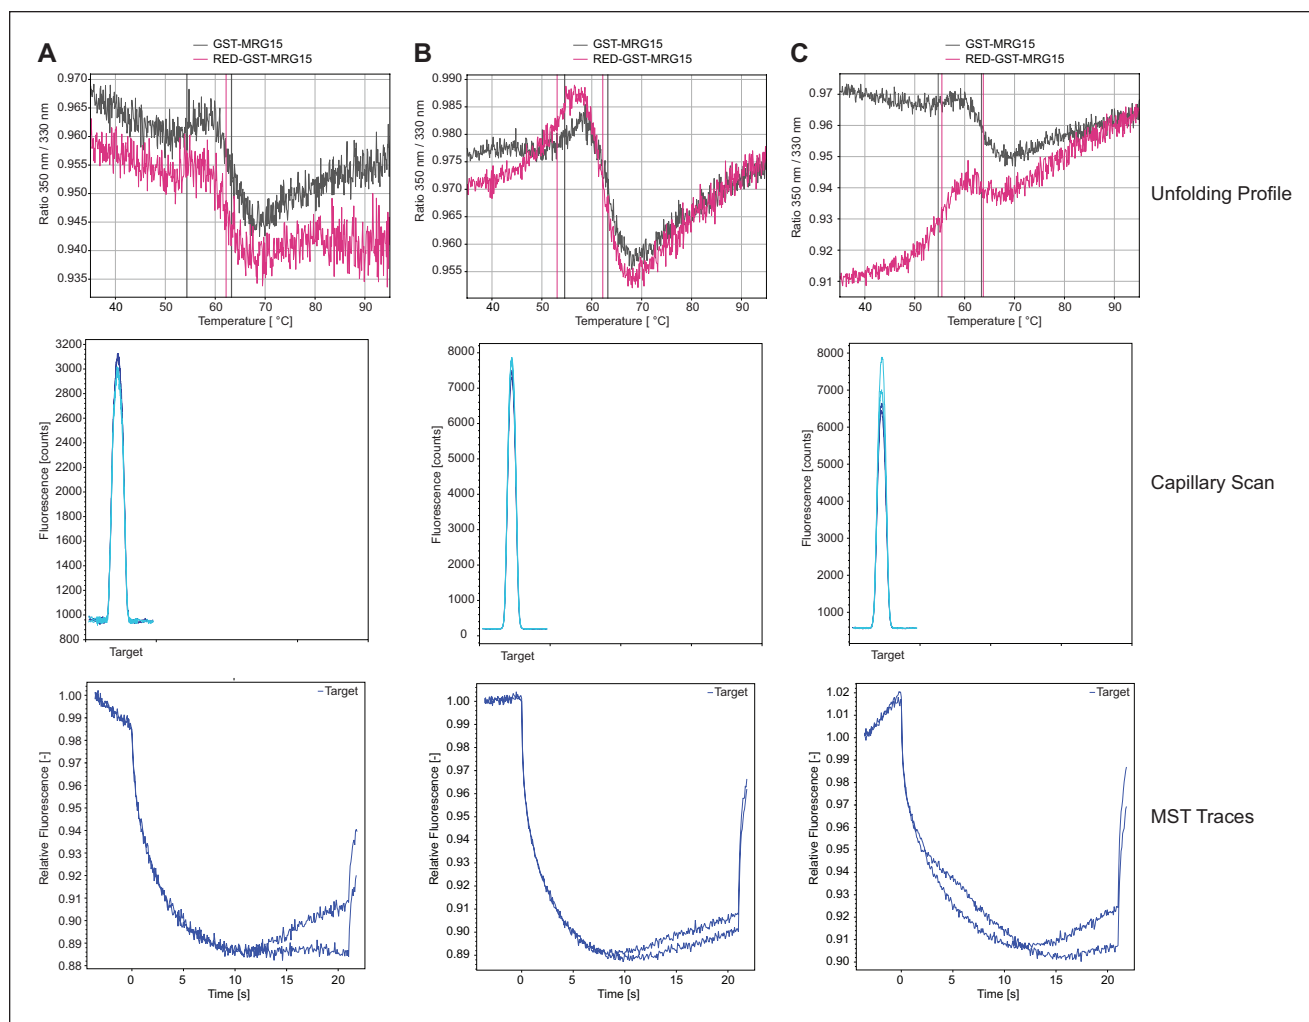 A
GST-MRG15
RED-GST-MRG15
Ratio 350 nm / 330 nm
0.970
0.965
0.960
0.955
0.950
0.945
0.940
0.935
40 50 60 70 80 90
Temperature [ °C]
B
GST-MRG15
RED-GST-MRG15
Ratio 350 nm / 330 nm
0.990
0.985
0.980
0.975
0.970
0.965
0.960
0.955
40 50 60 70 80 90
Temperature [ °C]
C
GST-MRG15
RED-GST-MRG15
Ratio 350 nm / 330 nm
0.97
0.96
0.95
0.94
0.93
0.92
0.91
40 50 60 70 80 90
Temperature [ °C]
Unfolding Profile
Fluorescence [counts]
3200
3000
2800
2600
2400
2200
2000
1800
1600
1400
1200
1000
800
Target
Fluorescence [counts]
8000
7000
6000
5000
4000
3000
2000
1000
0
Target
Fluorescence [counts]
8000
7000
6000
5000
4000
3000
2000
1000
Target
Capillary Scan
Target
Relative Fluorescence [-]
1.00
0.99
0.98
0.97
0.96
0.95
0.94
0.93
0.92
0.91
0.90
0.89
0.88
0 5 10 15 20
Time [s]
Target
Relative Fluorescence [-]
1.00
0.99
0.98
0.97
0.96
0.95
0.94
0.93
0.92
0.91
0.90
0.89
0 5 10 15 20
Time [s]
Target
Relative Fluorescence [-]
1.02
1.01
1.00
0.99
0.98
0.97
0.96
0.95
0.94
0.93
0.92
0.91
0.90
0 5 10 15 20
Time [s]
MST Traces